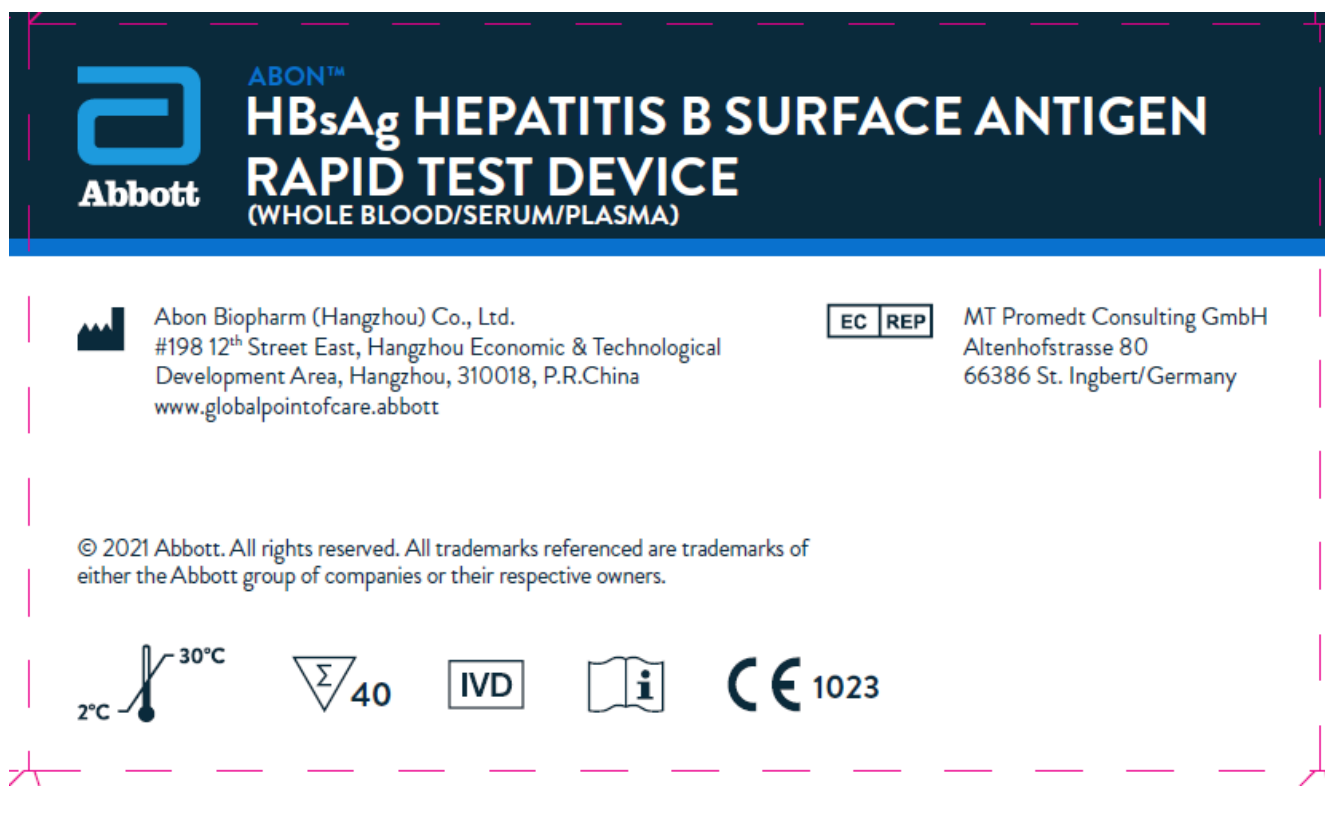 Abbott
ABON™
HBsAg HEPATITIS B SURFACE ANTIGEN
RAPID TEST DEVICE
(WHOLE BLOOD/SERUM/PLASMA)
Abon Biopharm (Hangzhou) Co., Ltd.
#198 12th Street East, Hangzhou Economic & Technological
Development Area, Hangzhou, 310018, P.R.China
www.globalpointofcare.abbott
EC REP
MT Promedt Consulting GmbH
Altenhofstrasse 80
66386 St. Ingbert/Germany
© 2021 Abbott. All rights reserved. All trademarks referenced are trademarks of
either the Abbott group of companies or their respective owners.
2°C
30°C
Σ 40
IVD
i
CE 1023